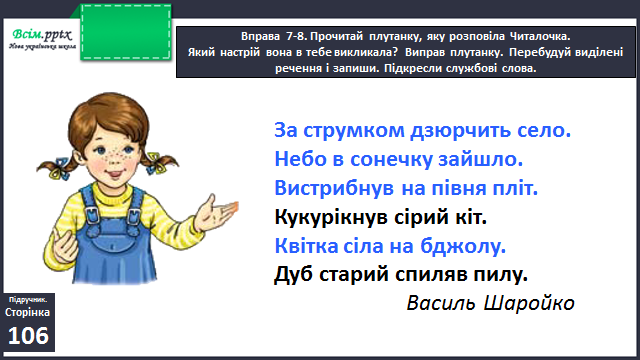 Всім.pptx
Нова українська школа
Вправа 7-8. Прочитай плутанку, яку розповіла Читалочка.
Який настрій вона в тебе викликала? Виправ плутанку. Перебудуй виділені
речення і запиши. Підкресли службові слова.
За струмком дзюрчить село.
Небо в сонечку зайшло.
Вистрибнув на півня пліт.
Кукурікнув сірий кіт.
Квітка сіла на бджолу.
Дуб старий спиляв пилу.
Василь Шаройко
Підручник.
Сторінка
106